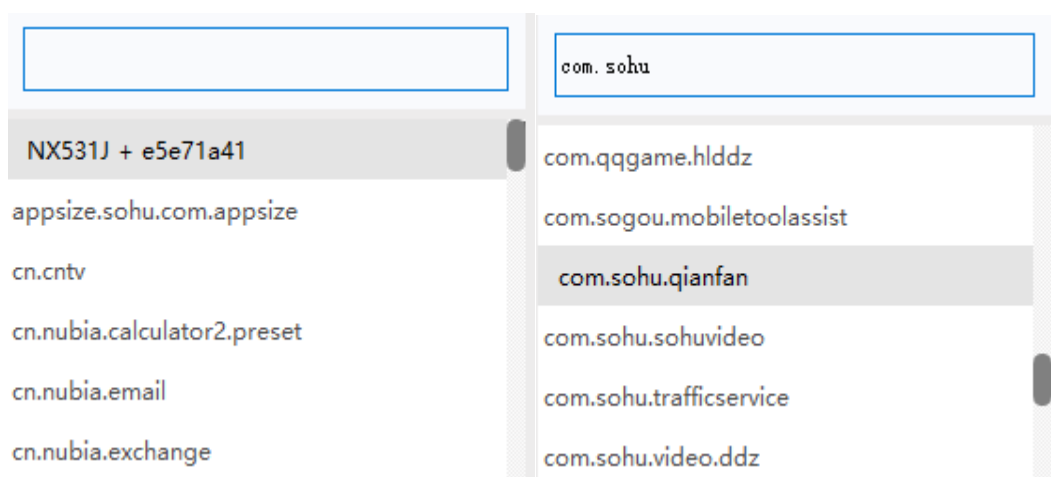 NX531J + e5e71a41
appsize.sohu.com.appsize
cn.cntv
cn.nubia.calculator2.preset
cn.nubia.email
cn.nubia.exchange
com.sohu
com.qqgame.hlddz
com.sogou.mobiletoolassist
com.sohu.qianfan
com.sohu.sohuvideo
com.sohu.trafficservice
com.sohu.video.ddz